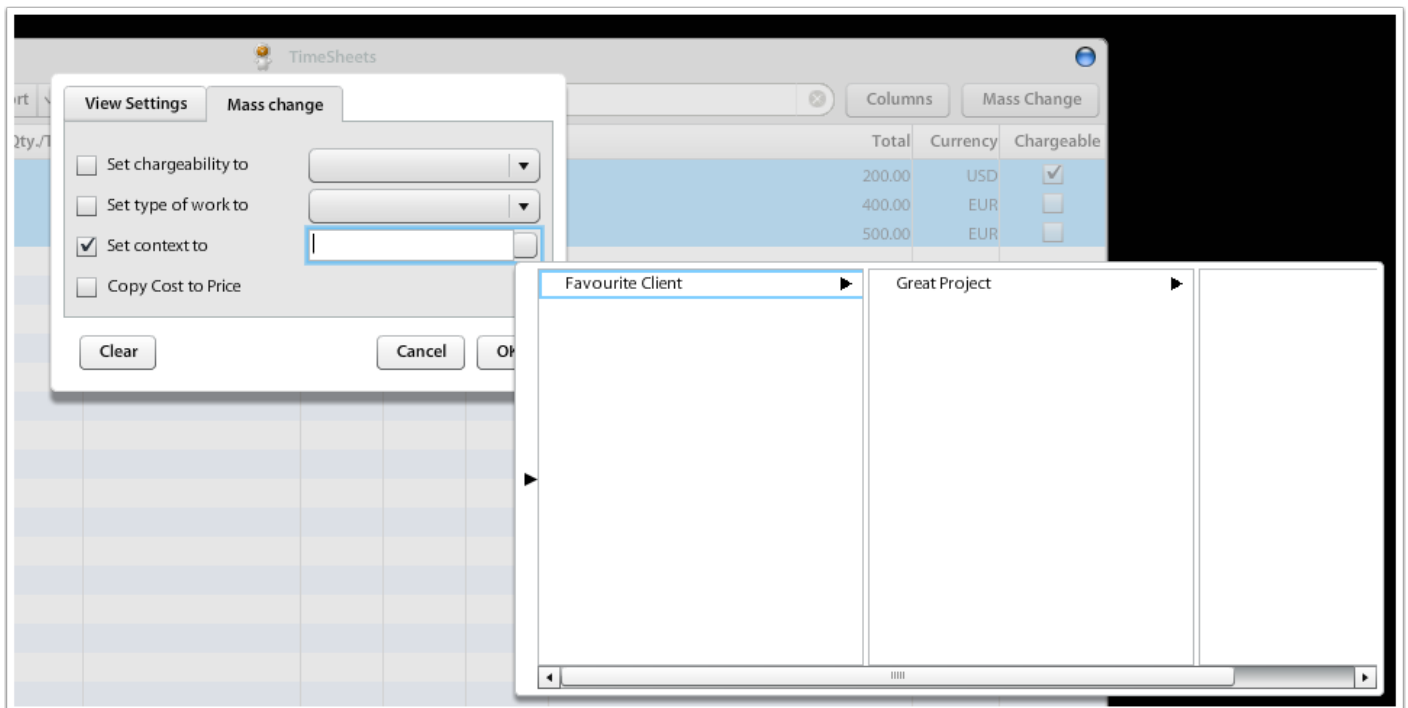 TimeSheets
View Settings Mass change
Columns Mass Change
Total Currency Chargeable
Set chargeability to
200.00 USD
Set type of work to
400.00 EUR
Set context to
500.00 EUR
Copy Cost to Price
Favourite Client Great Project
Clear Cancel